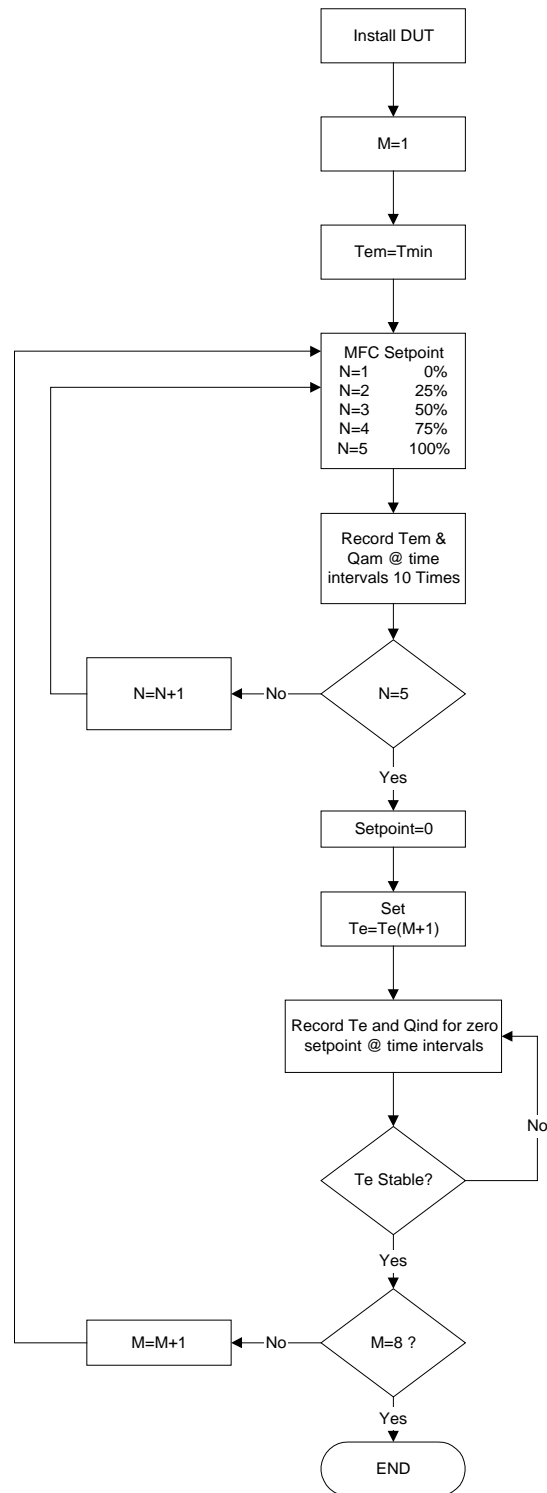 Install DUT
M=1
Tem=Tmin
MFC Setpoint
N=1 0%
N=2 25%
N=3 50%
N=4 75%
N=5 100%
Record Tem &
Qam @ time
intervals 10 Times
N=N+1
No
N=5
Yes
Setpoint=0
Set
Te=Te(M+1)
Record Te and Qind for zero
setpoint @ time intervals
No
Te Stable?
Yes
M=M+1
No
M=8 ?
Yes
END